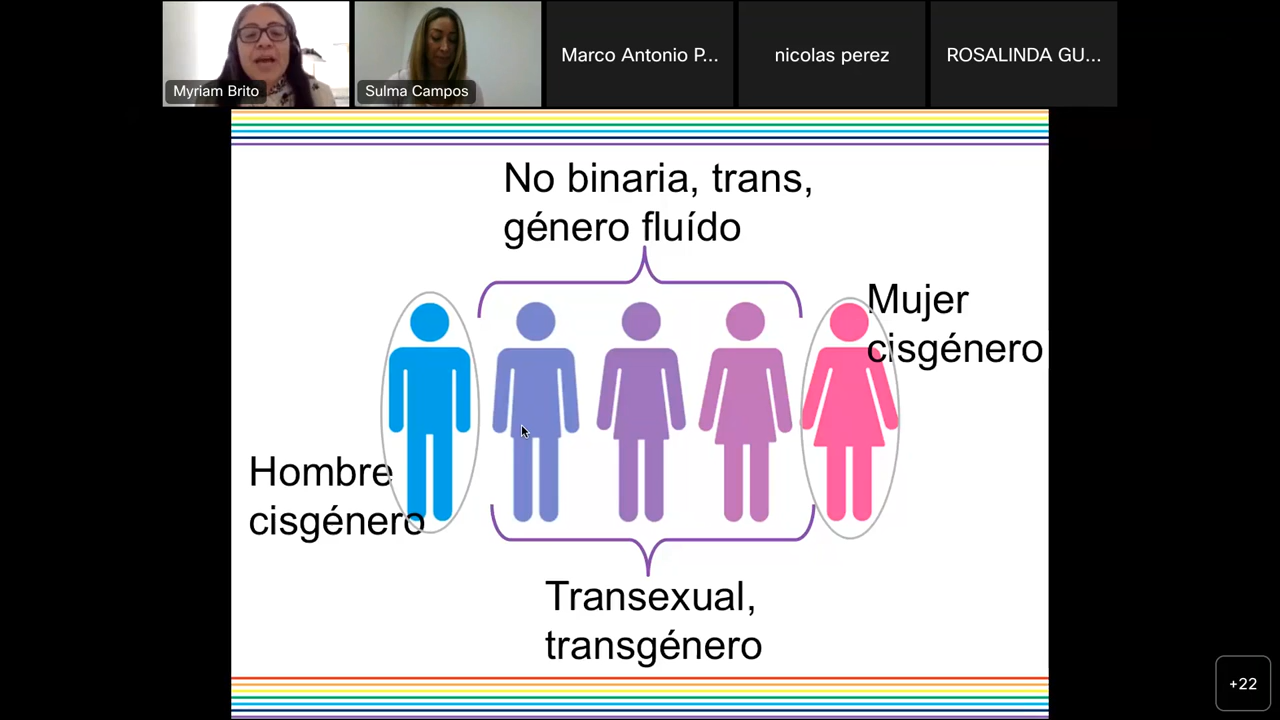 Myriam Brito
Sulma Campos
Marco Antonio P...
nicolas perez
ROSALINDA GU...
No binaria, trans,
género fluído
Mujer
cisgénero
Hombre
cisgénero
Transexual,
transgénero
+22